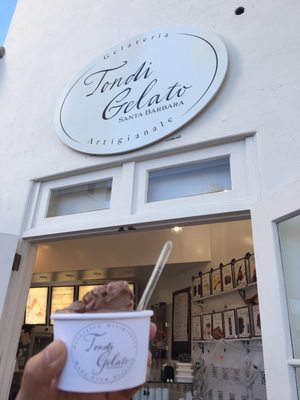 Gelateria
Tondi
Gelato
SANTA BARBARA
Artigianale
Tondi
Gelato